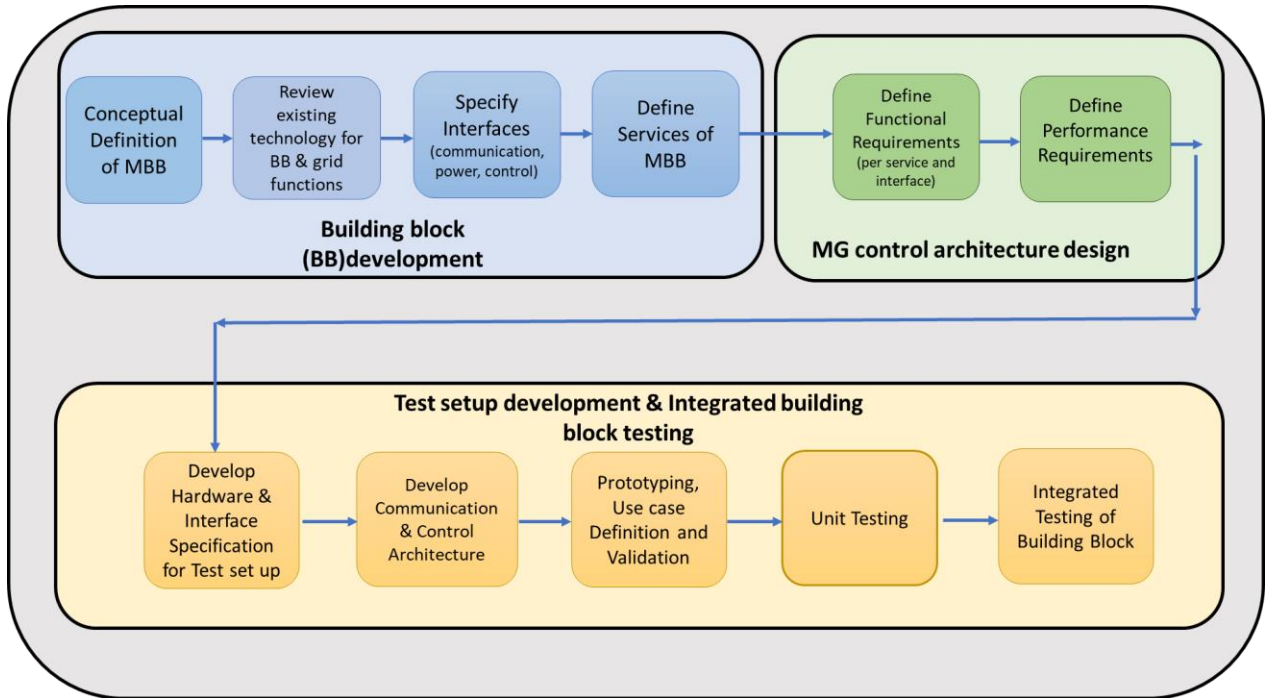 Conceptual
Definition
of MBB
Review
existing
technology for
BB & grid
functions
Specify
Interfaces
(communication,
power, control)
Define
Services of
MBB
Building block
(BB)development
Define
Functional
Requirements
(per service and
interface)
Define
Performance
Requirements
MG control architecture design
Test setup development & Integrated building
block testing
Develop
Hardware &
Interface
Specification
for Test set up
Develop
Communication
& Control
Architecture
Prototyping,
Use case
Definition and
Validation
Unit Testing
Integrated
Testing of
Building Block